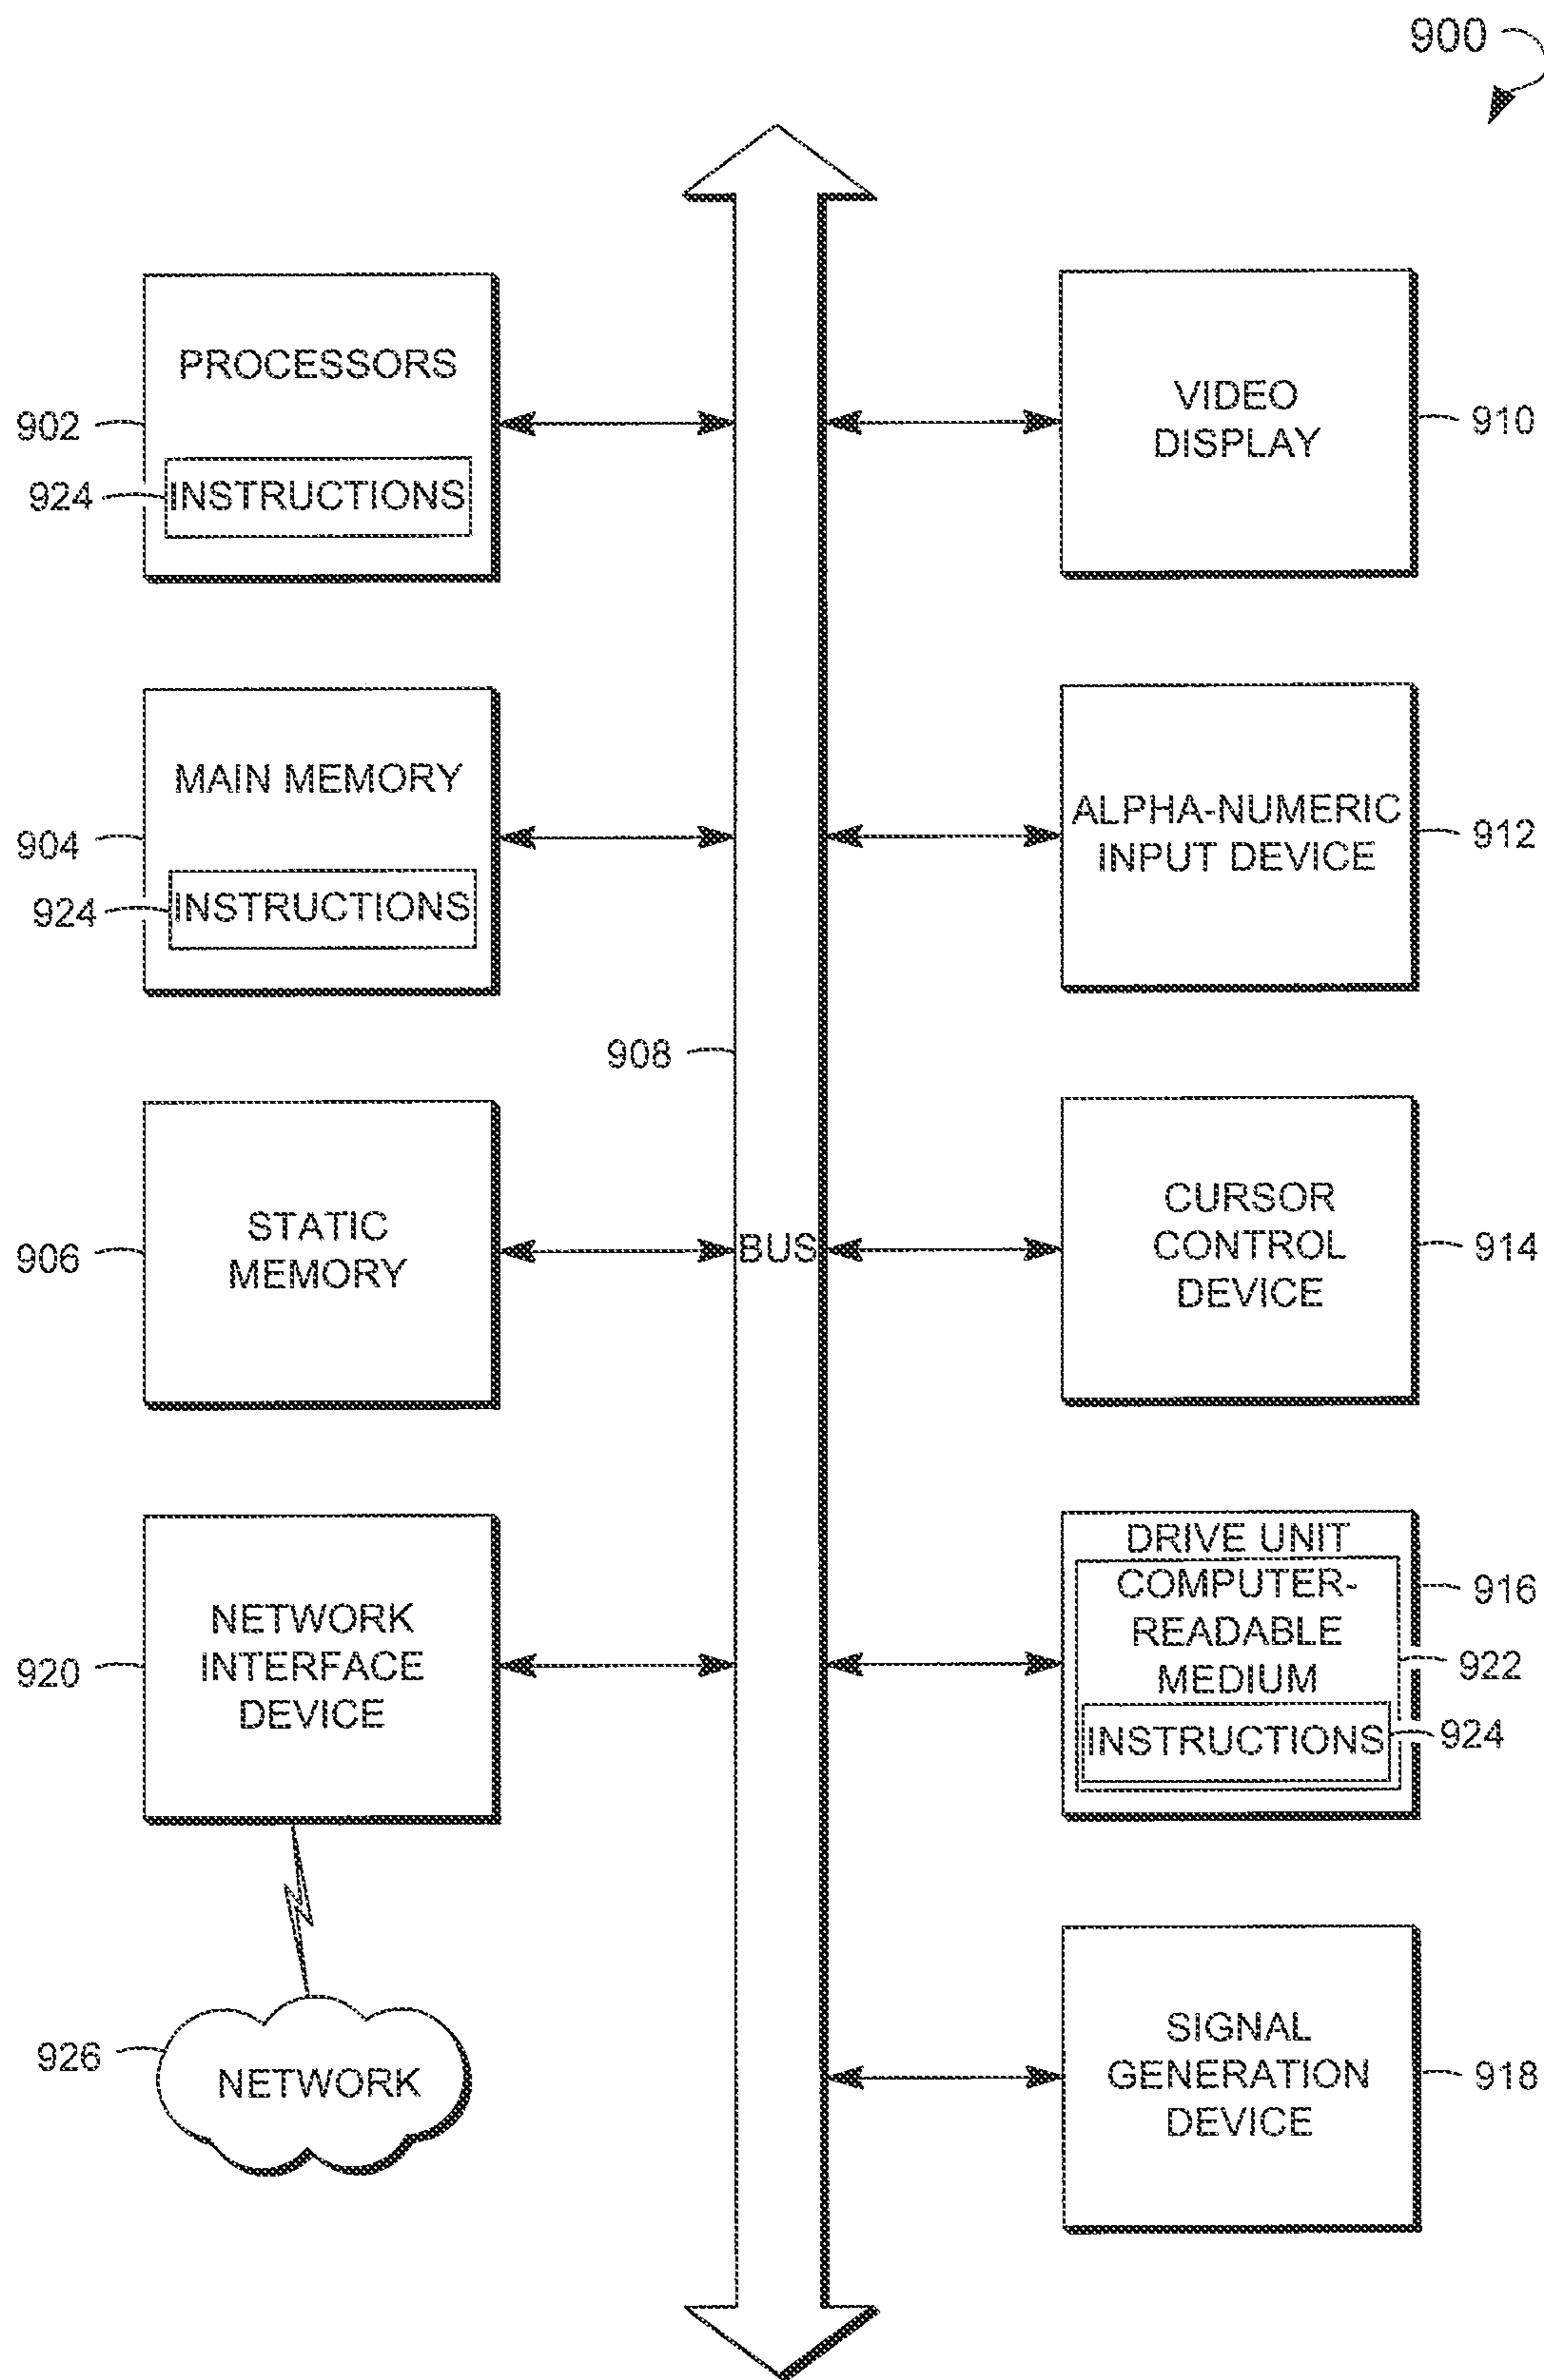 900
PROCESSORS
902
924
INSTRUCTIONS
VIDEO
DISPLAY
910
MAIN MEMORY
904
924
INSTRUCTIONS
ALPHA-NUMERIC
INPUT DEVICE
912
908
STATIC
MEMORY
906
BUS
CURSOR
CONTROL
DEVICE
914
NETWORK
INTERFACE
DEVICE
920
DRIVE UNIT
COMPUTER-
READABLE
MEDIUM
916
922
INSTRUCTIONS
924
926
NETWORK
SIGNAL
GENERATION
DEVICE
918